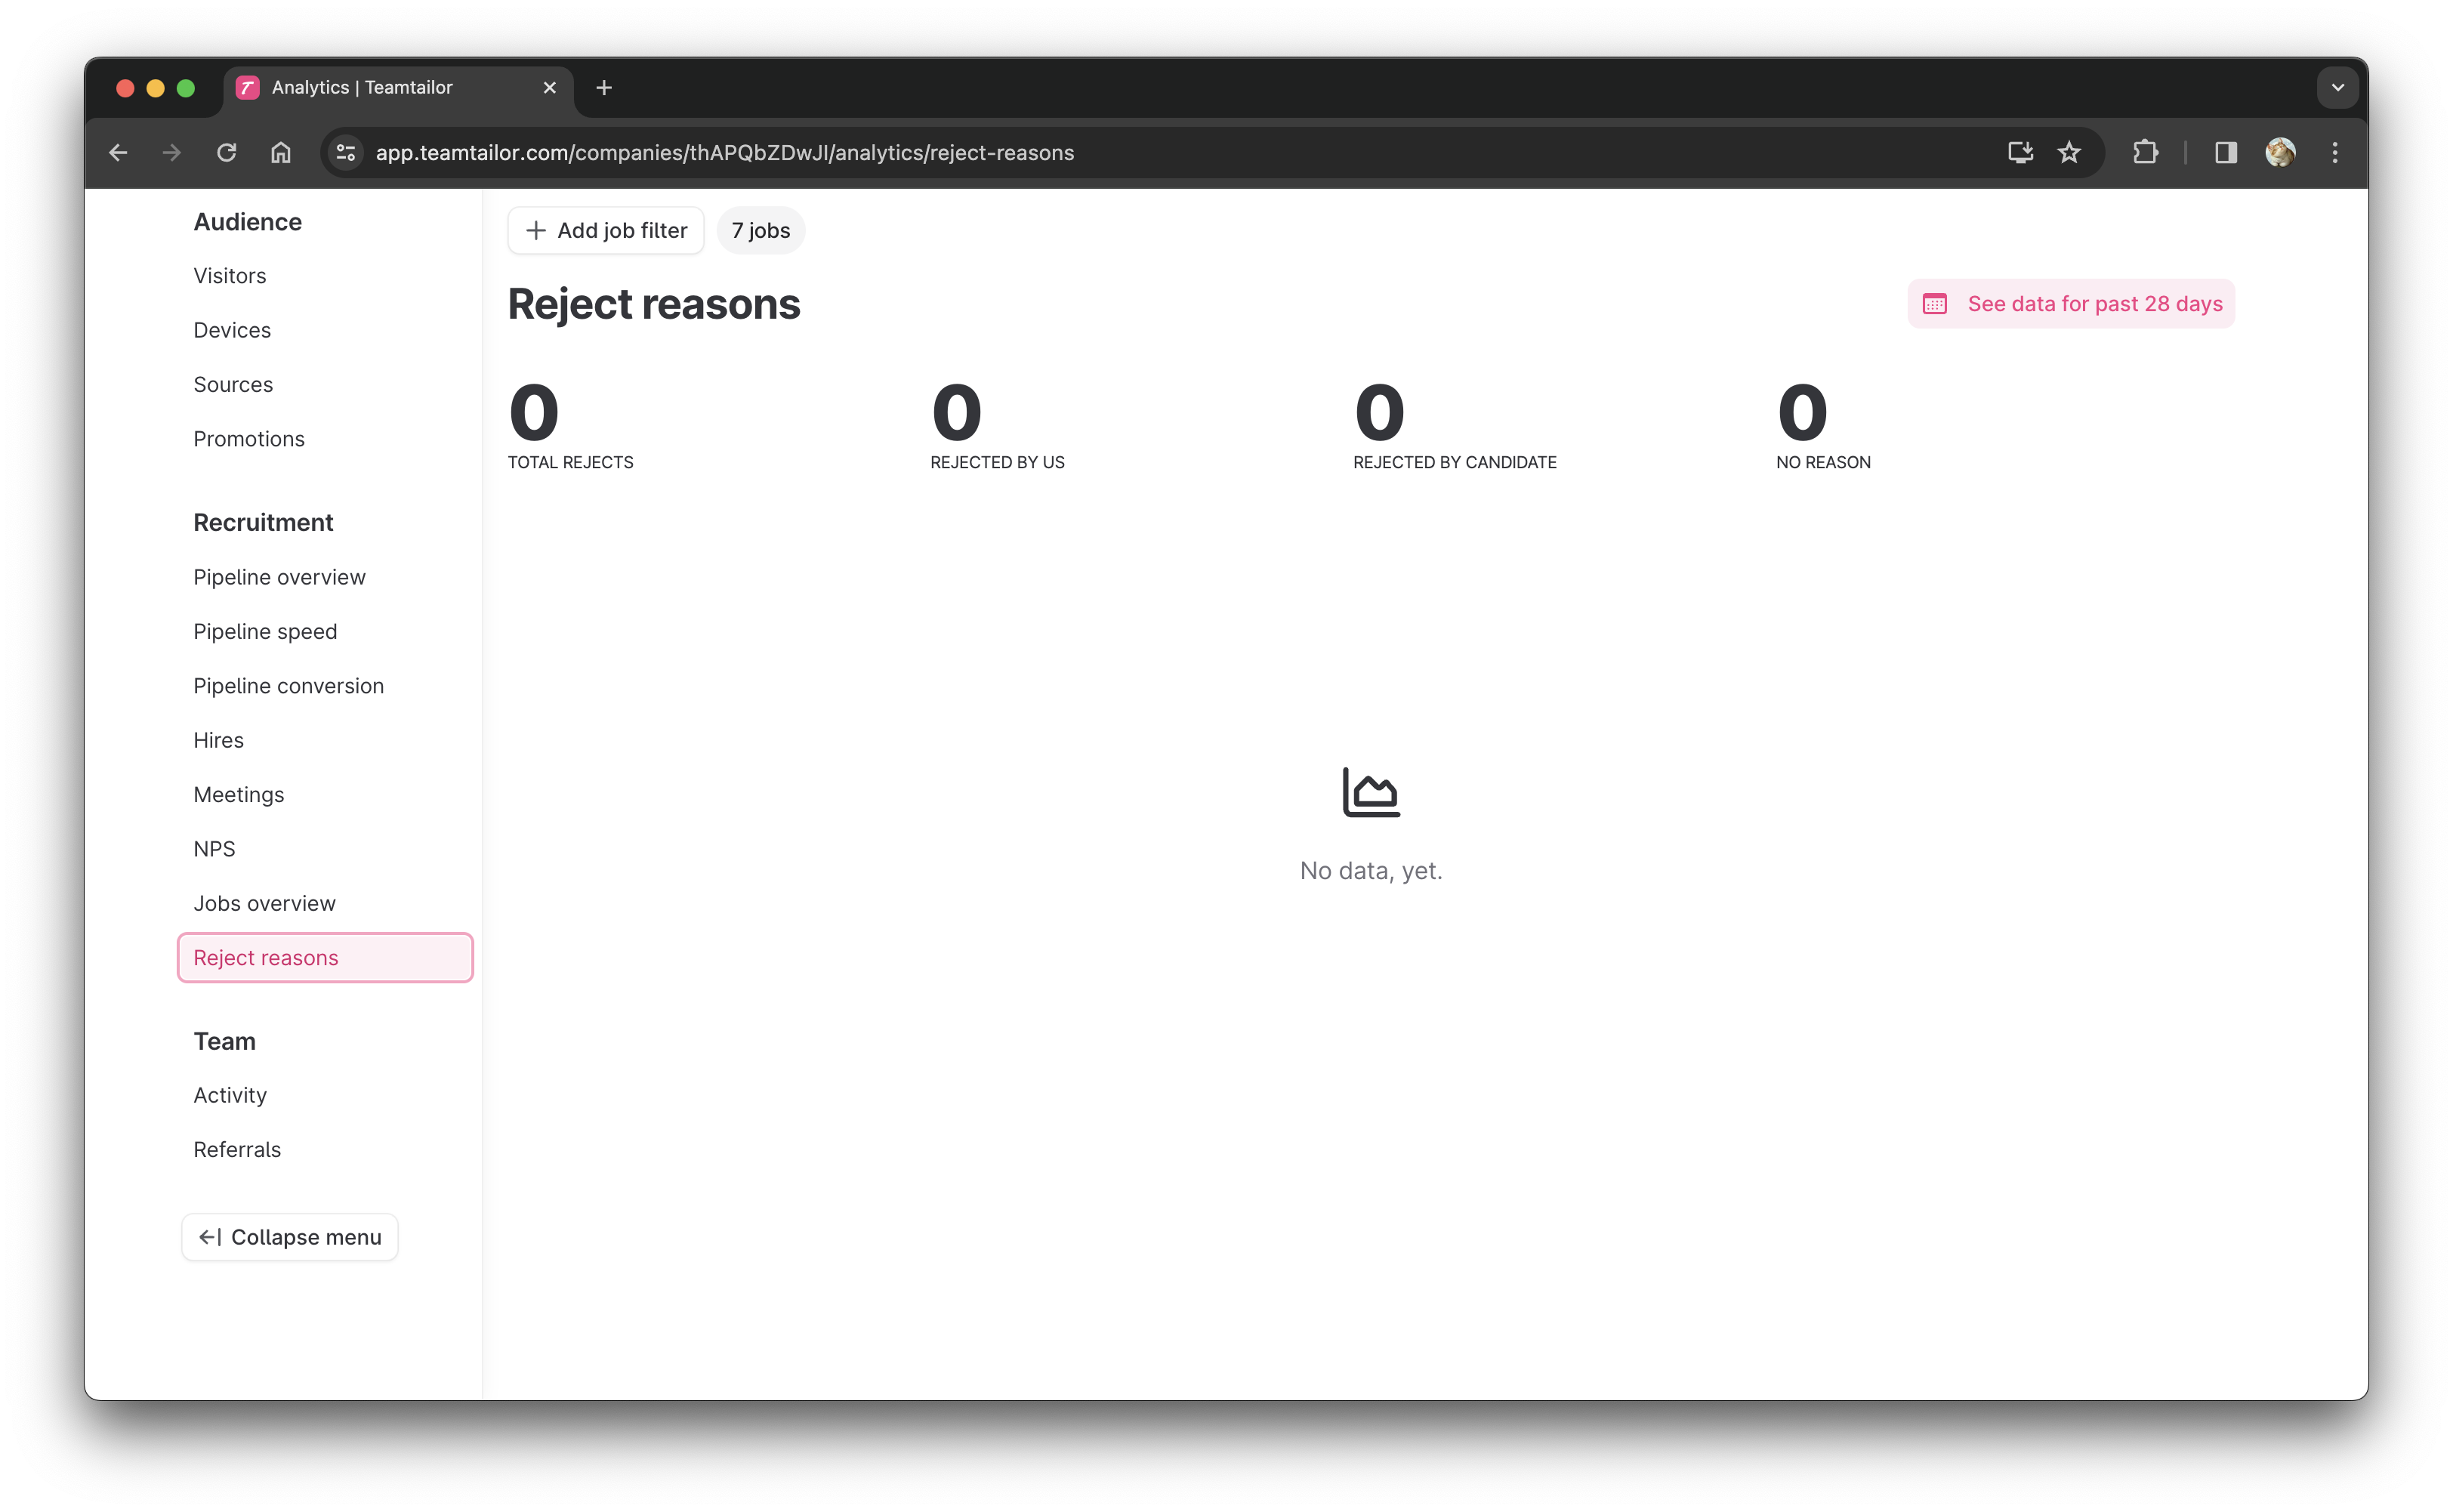 Analytics | Teamtailor
app.teamtailor.com/companies/thAPQbZDwJI/analytics/reject-reasons
Audience
Visitors
Devices
Sources
Promotions
Recruitment
Pipeline overview
Pipeline speed
Pipeline conversion
Hires
Meetings
NPS
Jobs overview
Reject reasons
Team
Activity
Referrals
Collapse menu
Add job filter
7 jobs
Reject reasons
See data for past 28 days
0
TOTAL REJECTS
0
REJECTED BY US
0
REJECTED BY CANDIDATE
0
NO REASON
No data, yet.